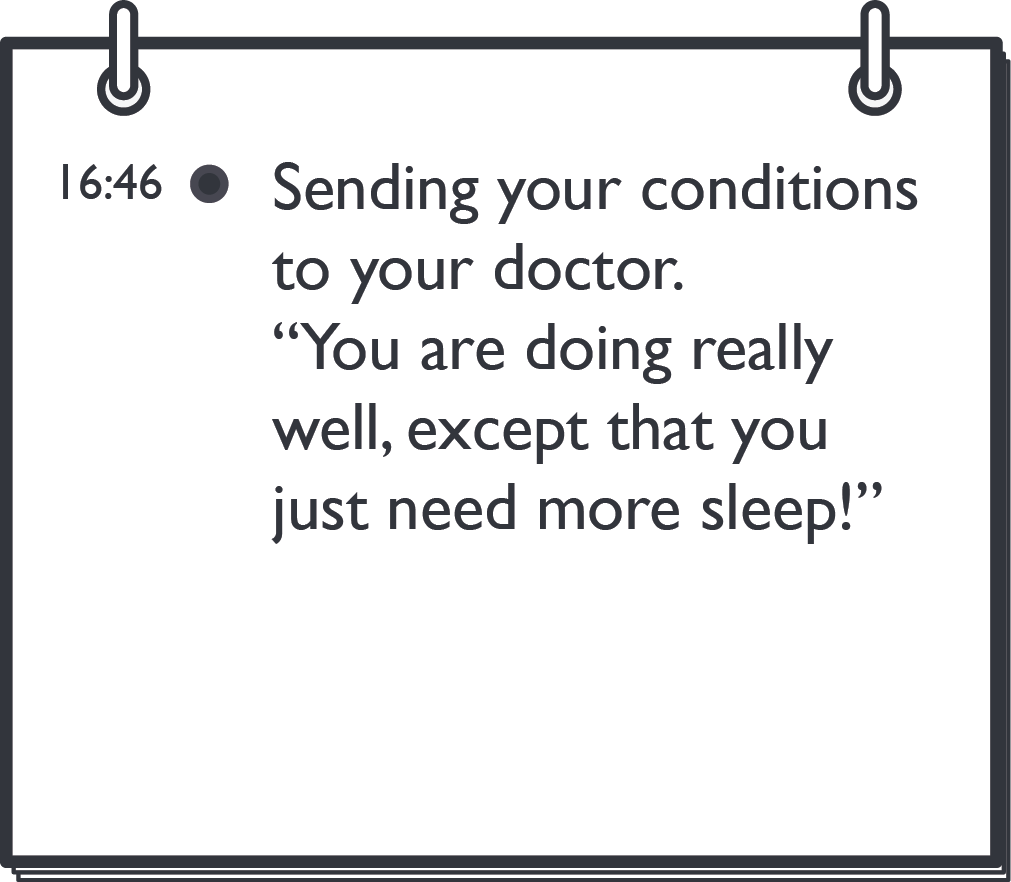 16:46 Sending your conditions
to your doctor.
“You are doing really
well, except that you
just need more sleep!”